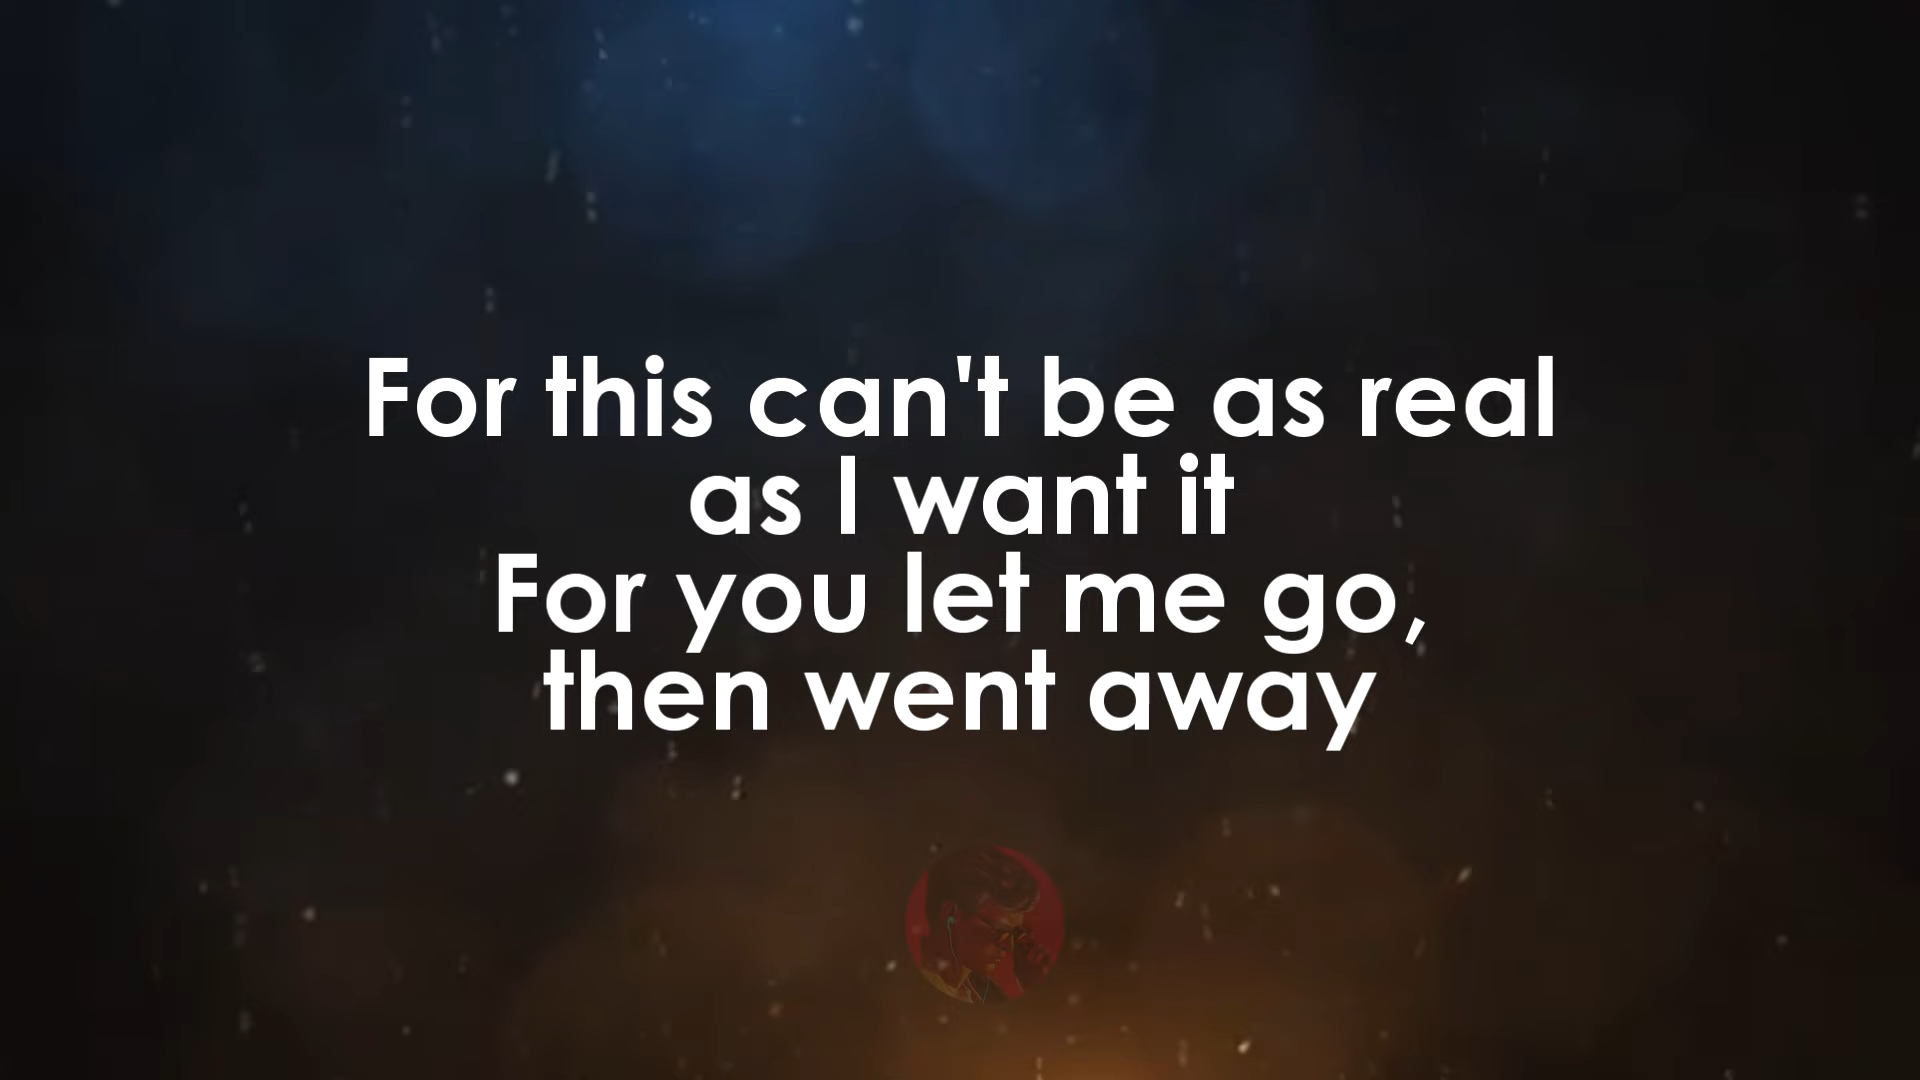 For this can't be as real
as I want it
For you let me go,
then went away